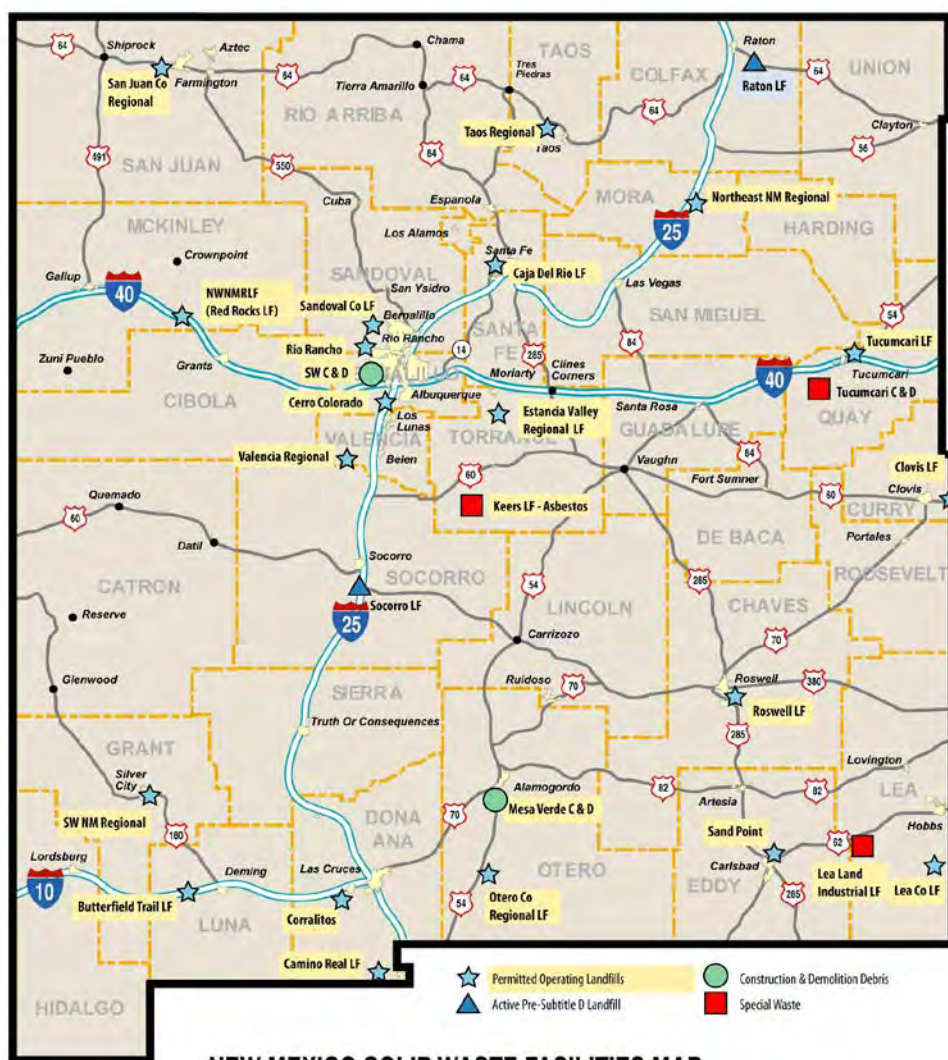 64
Shiprock
Aztec
Chama
TAOS
Raton
64
UNION
San Juan Co
Regional
Farmington
64
Tierra Amarillo
64
Tres
Piedras
COLFAX
Raton LF
RIO ARRIBA
Taos Regional
Taos
64
Clayton
491
SAN JUAN
550
84
56
Cuba
Espanola
MORA
Northeast NM Regional
MCKINLEY
Los Alamos
25
HARDING
Crownpoint
Santa Fe
Gallup
40
NWNMRLF
(Red Rocks LF)
SANDOVAL
San Ysidro
Caja Del Rio LF
Las Vegas
Sandoval Co LF
Bernalillo
SANTA
FE
SAN MIGUEL
54
Rio Rancho
Rio Rancho
14
285
84
Tucumcari LF
Zuni Pueblo
Grants
SW C & D
Moriarty
Clines
Corners
40
Tucumcari
CIBOLA
Cerro Colorado
Albuquerque
Santa Rosa
Tucumcari C & D
Los
Lunas
Estancia Valley
Regional LF
GUADALUPE
QUAY
VALENCIA
TORRANCE
Valencia Regional
Belen
60
Vaughn
84
Clovis LF
Quemado
Keers LF - Asbestos
Fort Sumner
60
Clovis
60
CURRY
Datil
DE BACA
Portales
Socorro
54
285
ROOSEVELT
CATRON
SOCORRO
CHAVES
Reserve
Socorro LF
LINCOLN
25
Carrizozo
70
Glenwood
Ruidoso
70
Roswell
380
SIERRA
Roswell LF
Truth Or Consequences
285
GRANT
Lovington
Silver
City
Alamogordo
82
Artesia
82
LEA
SW NM Regional
DONA
ANA
70
Mesa Verde C & D
Sand Point
62
Hobbs
180
Lordsburg
Las Cruces
OTERO
Carlsbad
Lea Land
Industrial LF
Lea Co LF
10
Deming
Butterfield Trail LF
Corralitos
54
Otero Co
Regional LF
EDDY
285
LUNA
Camino Real LF
Permitted Operating Landfills
Construction & Demolition Debris
HIDALGO
Active Pre-Subtitle D Landfill
Special Waste
NEW MEXICO SOLID WASTE FACILITIES MAP